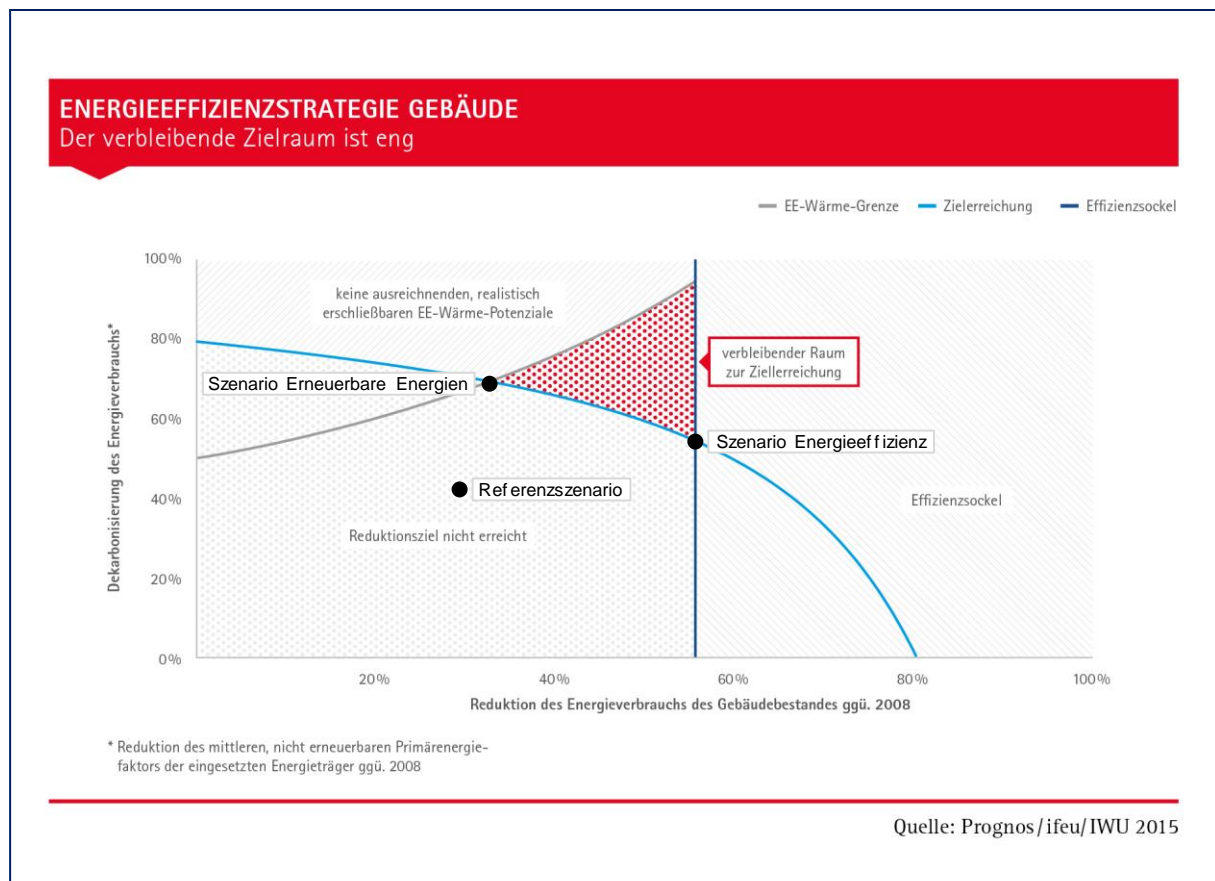 ENERGIEEFFIZIENZSTRATEGIE GEBÄUDE
Der verbleibende Zielraum ist eng
EE-Wärme-Grenze
Zielerreichung
Effizienzsockel
Dekarbonisierung des Energieverbrauchs*
100%
80%
60%
40%
20%
0%
keine ausreichnenden, realistisch
erschließbaren EE-Wärme-Potenziale
verbleibender Raum
zur Ziellerreichung
Szenario Erneuerbare Energien
Szenario Energieeffizienz
Referenzszenario
Effizienzsockel
Reduktionsziel nicht erreicht
20%
40%
60%
80%
100%
Reduktion des Energieverbrauchs des Gebäudebestandes ggü. 2008
* Reduktion des mittleren, nicht erneuerbaren Primärenergie-
faktors der eingesetzten Energieträger ggü. 2008
Quelle: Prognos/ifeu/IWU 2015